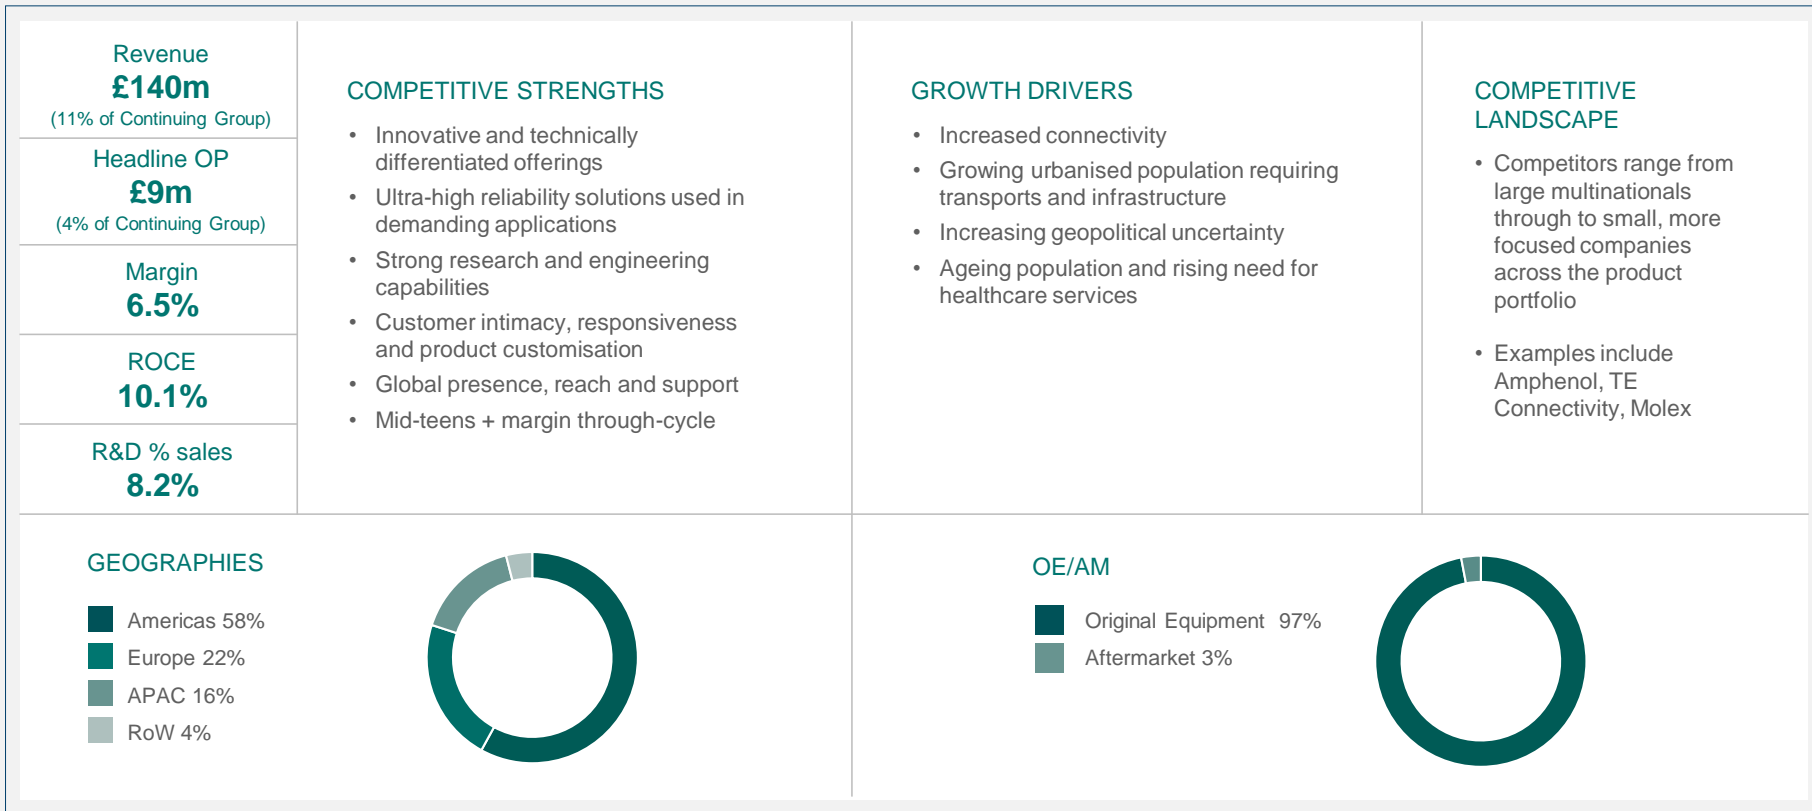 Revenue
£140m
(11% of Continuing Group)
Headline OP
£9m
(4% of Continuing Group)
Margin
6.5%
ROCE
10.1%
R&D % sales
8.2%
COMPETITIVE STRENGTHS
• Innovative and technically
differentiated offerings
• Ultra-high reliability solutions used in
demanding applications
• Strong research and engineering
capabilities
• Customer intimacy, responsiveness
and product customisation
• Global presence, reach and support
• Mid-teens + margin through-cycle
GROWTH DRIVERS
• Increased connectivity
• Growing urbanised population requiring
transports and infrastructure
• Increasing geopolitical uncertainty
• Ageing population and rising need for
healthcare services
COMPETITIVE
LANDSCAPE
• Competitors range from
large multinationals
through to small, more
focused companies
across the product
portfolio
• Examples include
Amphenol, TE
Connectivity, Molex
GEOGRAPHIES
Americas 58%
Europe 22%
APAC 16%
RoW 4%
OE/AM
Original Equipment 97%
Aftermarket 3%